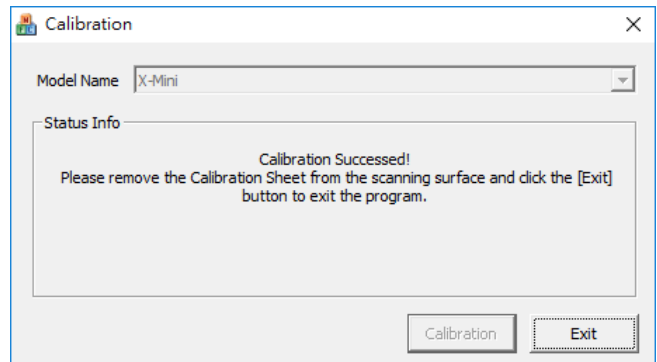 Calibration
Model Name X-Mini
Status Info
Calibration Successed!
Please remove the Calibration Sheet from the scanning surface and click the [Exit]
button to exit the program.
Calibration Exit